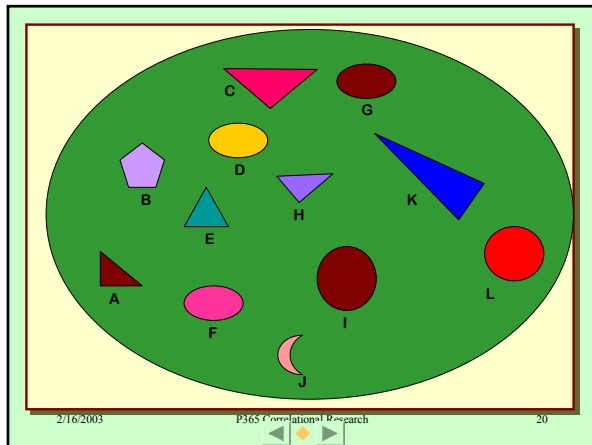 C
G
D
B
H
K
E
A
L
F
I
J
2/16/2003 P365 Correlational Research 20